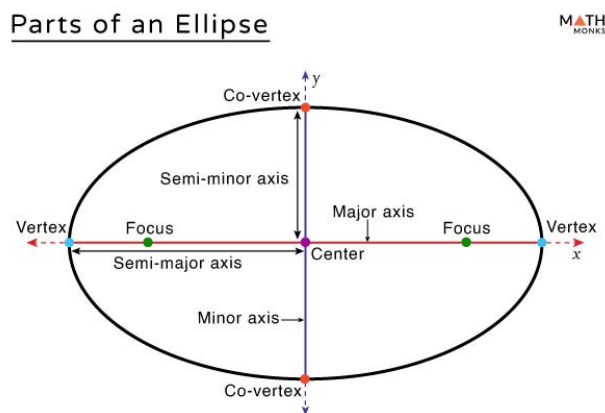 Parts of an Ellipse
MATH
MONKS
y
Co-vertex
Semi-minor axis
Major axis
Vertex
Focus
Focus
Vertex
Semi-major axis
Center
x
Minor axis
Co-vertex